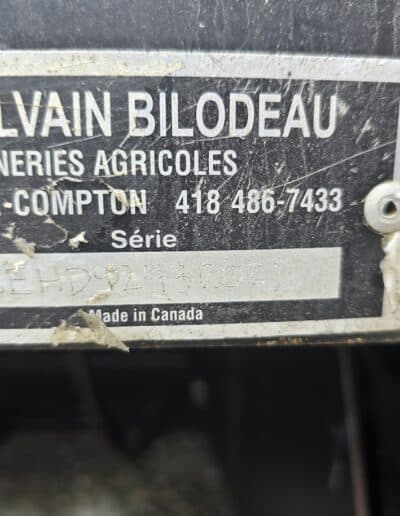 LVAIN BILODEAU
NERIES AGRICOLES
-COMPTON 418 486-7433
Série
Made in Canada